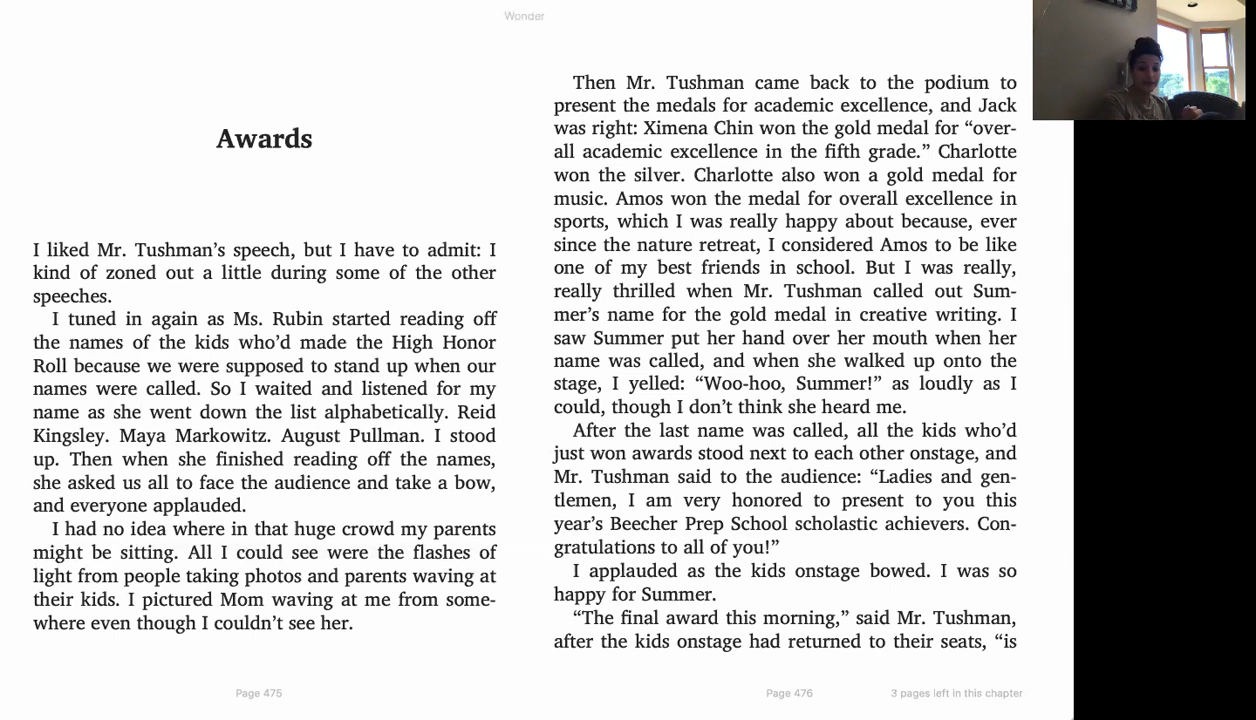 Wonder
Awards
I liked Mr. Tushman’s speech, but I have to admit: I
kind of zoned out a little during some of the other
speeches.
I tuned in again as Ms. Rubin started reading off
the names of the kids who’d made the High Honor
Roll because we were supposed to stand up when our
names were called. So I waited and listened for my
name as she went down the list alphabetically. Reid
Kingsley. Maya Markowitz. August Pullman. I stood
up. Then when she finished reading off the names,
she asked us all to face the audience and take a bow,
and everyone applauded.
I had no idea where in that huge crowd my parents
might be sitting. All I could see were the flashes of
light from people taking photos and parents waving at
their kids. I pictured Mom waving at me from some-
where even though I couldn’t see her.
Page 475
Then Mr. Tushman came back to the podium to
present the medals for academic excellence, and Jack
was right: Ximena Chin won the gold medal for “over-
all academic excellence in the fifth grade.” Charlotte
won the silver. Charlotte also won a gold medal for
music. Amos won the medal for overall excellence in
sports, which I was really happy about because, ever
since the nature retreat, I considered Amos to be like
one of my best friends in school. But I was really,
really thrilled when Mr. Tushman called out Sum-
mer’s name for the gold medal in creative writing. I
saw Summer put her hand over her mouth when her
name was called, and when she walked up onto the
stage, I yelled: “Woo-hoo, Summer!” as loudly as I
could, though I don’t think she heard me.
After the last name was called, all the kids who’d
just won awards stood next to each other onstage, and
Mr. Tushman said to the audience: “Ladies and gen-
tlemen, I am very honored to present to you this
year’s Beecher Prep School scholastic achievers. Con-
gratulations to all of you!”
I applauded as the kids onstage bowed. I was so
happy for Summer.
“The final award this morning,” said Mr. Tushman,
after the kids onstage had returned to their seats, “is
Page 476
3 pages left in this chapter